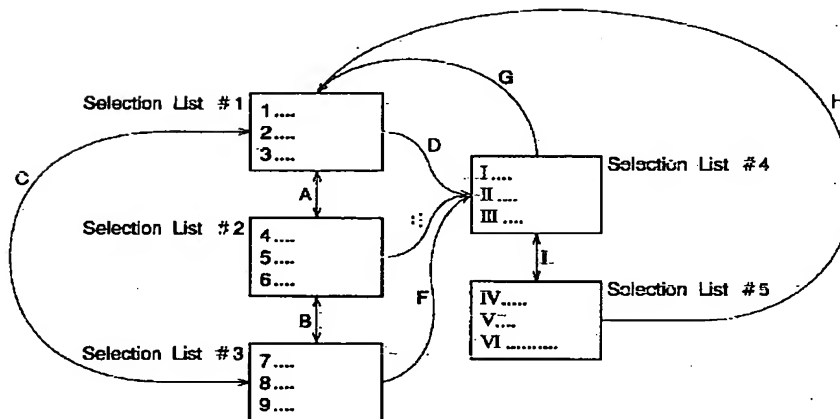 G
H
Selection List #1
1....
2....
3....
D
C
A
I....
II....
III....
Selection List #4
Selection List #2
4....
5....
6....
I
F
B
IV.....
V....
VI...........
Selection List #5
Selection List #3
7....
8....
9....